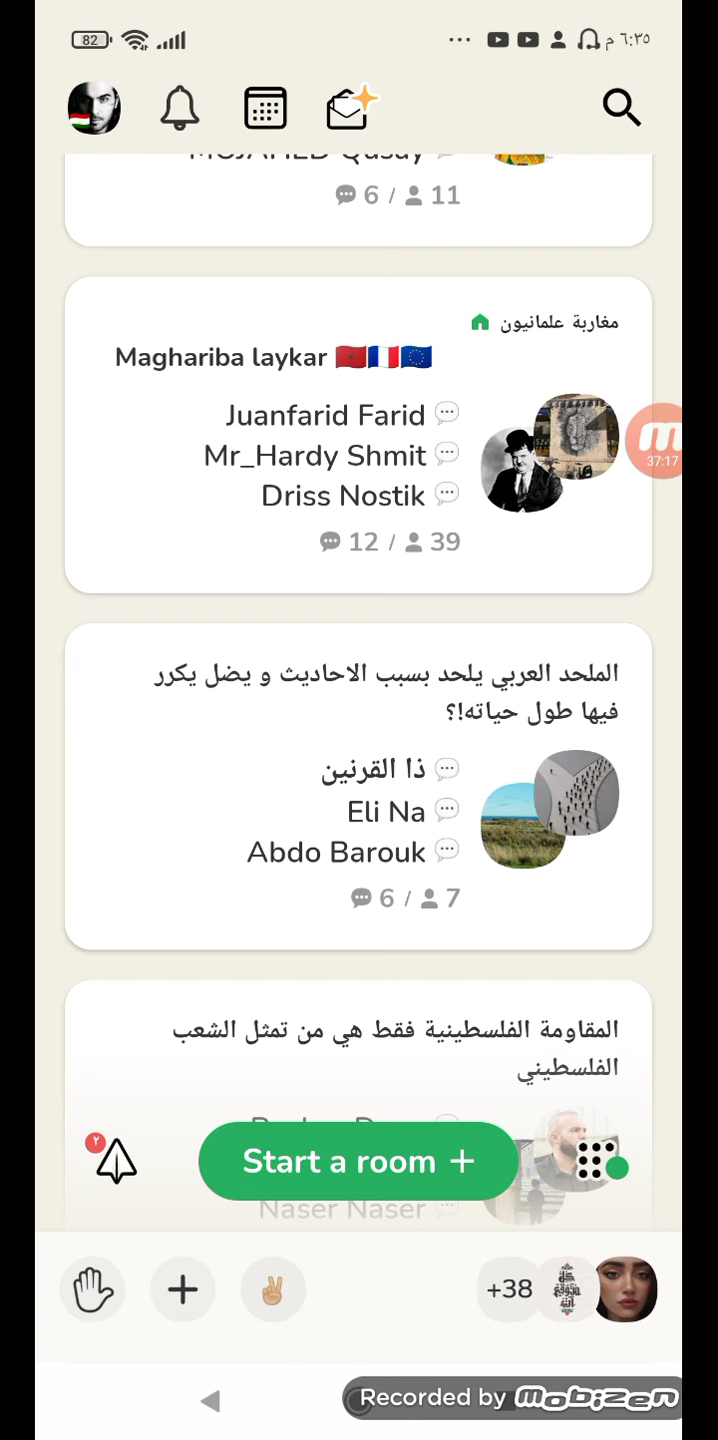 82
٦:٣٥ م
6 / 11
مغاربة علمانيون
Maghariba laykar 🇲🇦🇫🇷🇪🇺
Juanfarid Farid
Mr_Hardy Shmit
Driss Nostik
12 / 39
37:17
الملحد العربي يلحد بسبب الاحاديث و يضل يكرر
فيها طول حياته!؟
ذا القرنين
Eli Na
Abdo Barouk
6 / 7
المقاومة الفلسطينية فقط هي من تمثل الشعب
الفلسطيني
٢
Start a room +
Naser Naser
+38
Recorded by mobizen